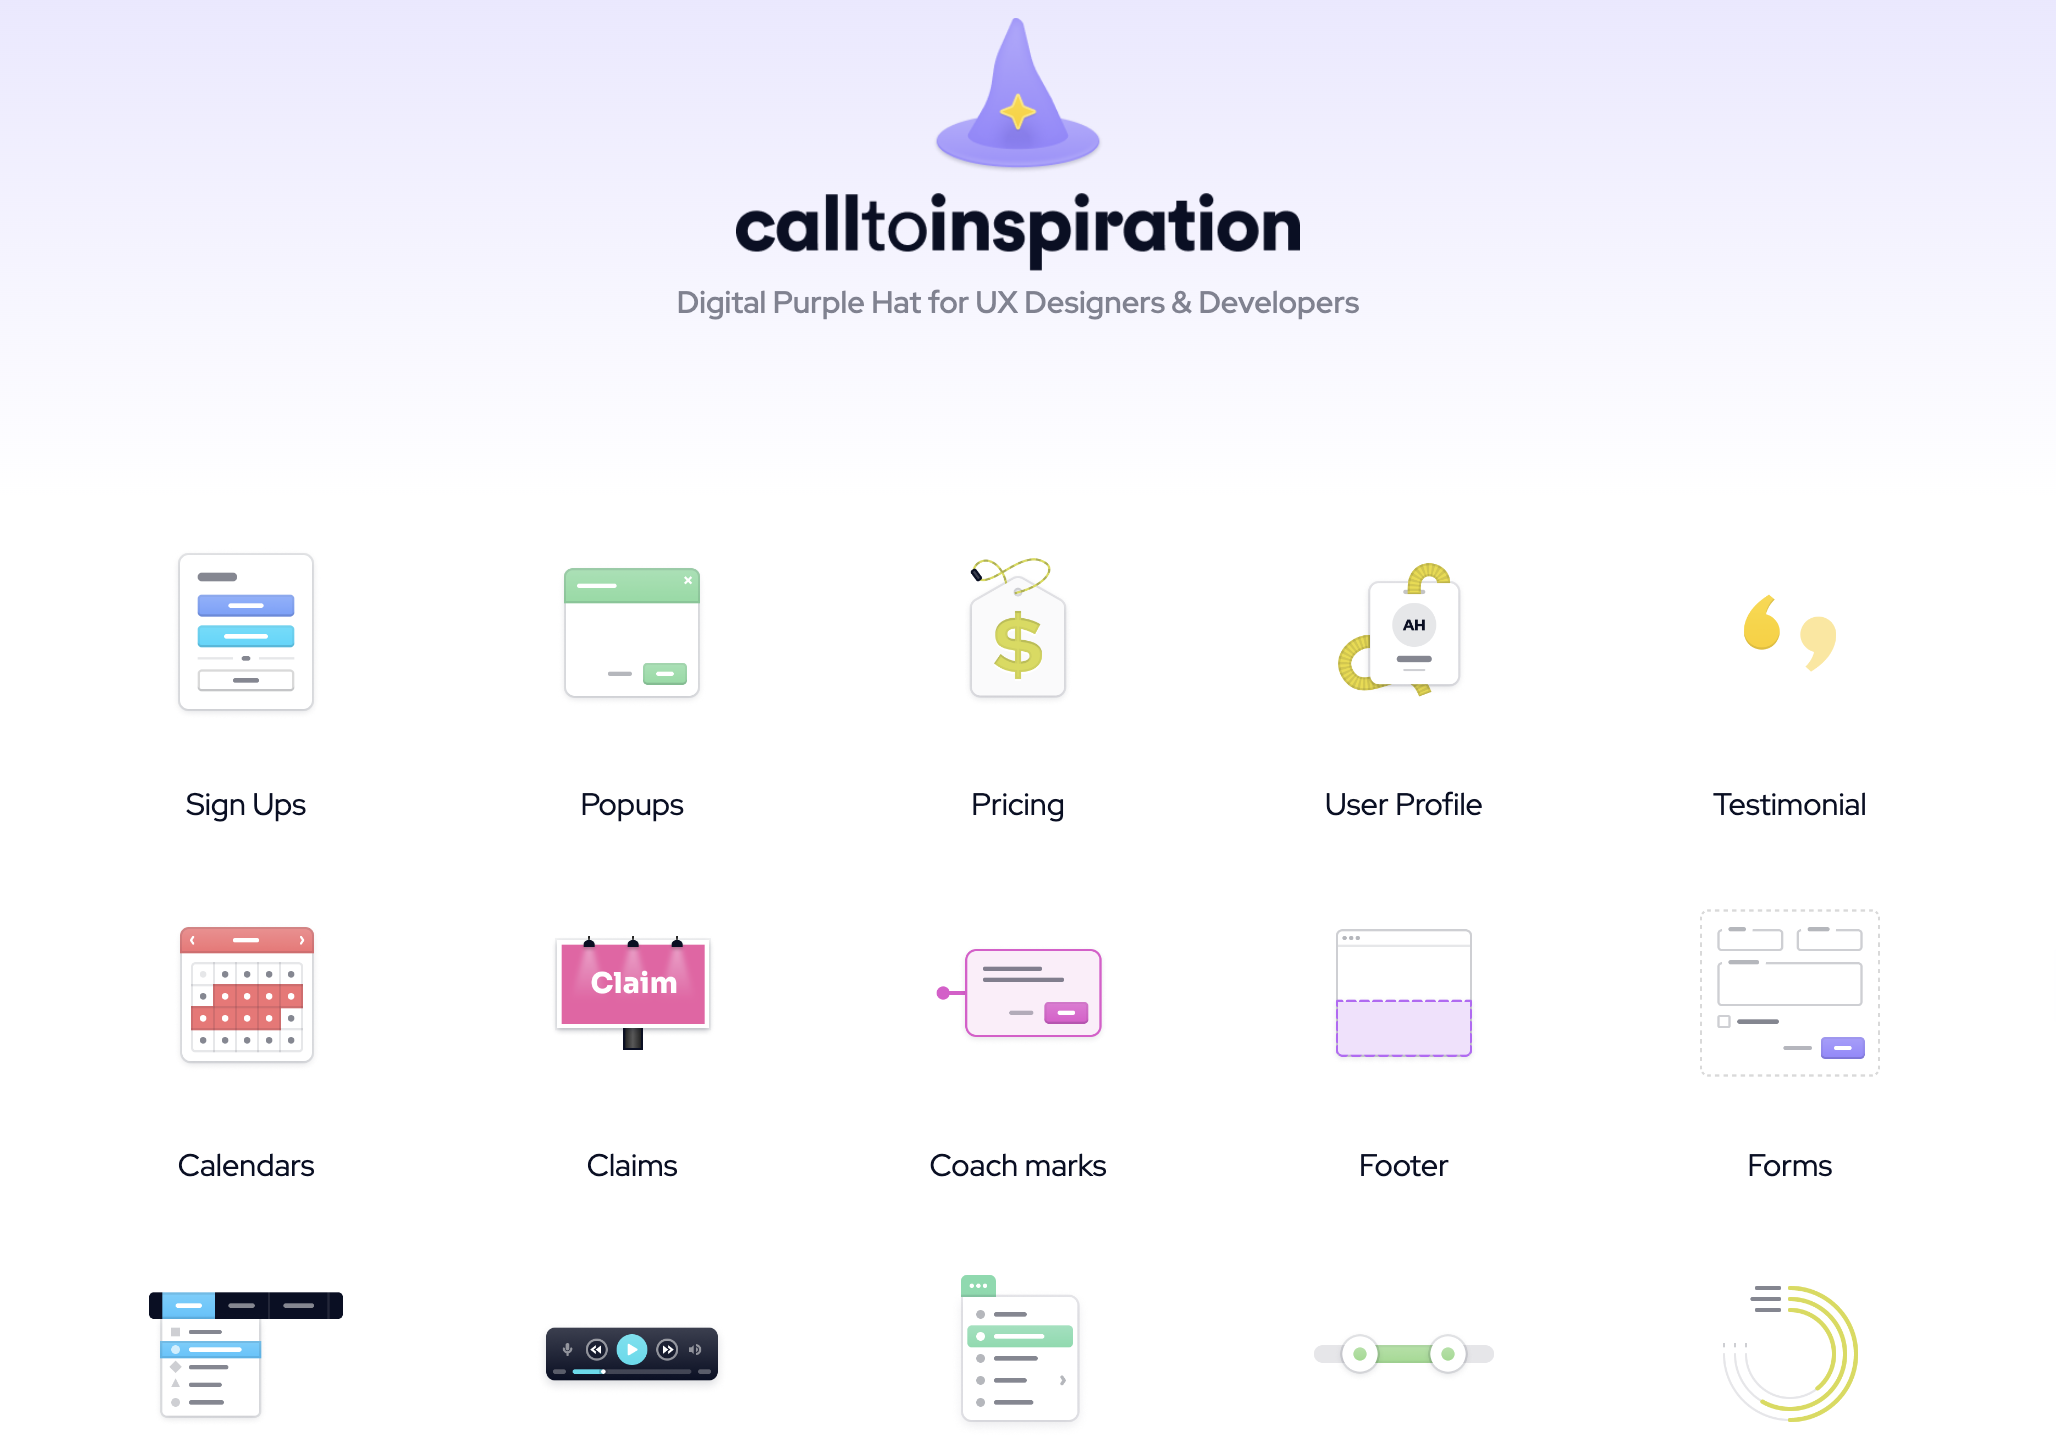 calltoinspiration
Digital Purple Hat for UX Designers & Developers
$
AH
Sign Ups
Popups
Pricing
User Profile
Testimonial
Claim
Calendars
Claims
Coach marks
Footer
Forms